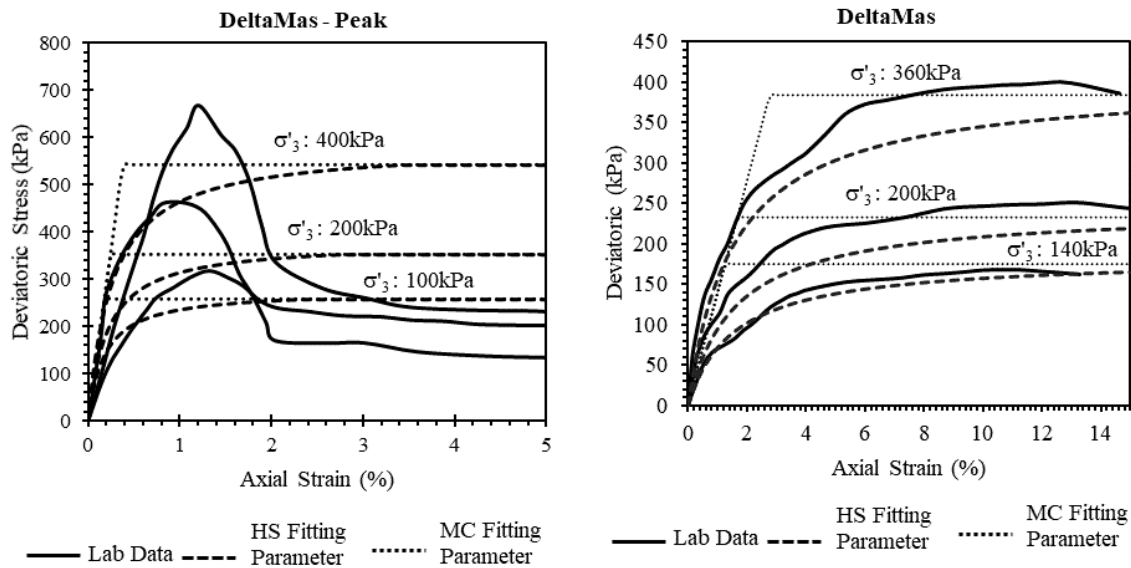 DeltaMas - Peak
800
700
600
500
400
300
200
100
0
Deviatoric Stress (kPa)
σ'3 : 400kPa
σ'3 : 200kPa
σ'3 : 100kPa
0 1 2 3 4 5
Axial Strain (%)
Lab Data
HS Fitting
Parameter
MC Fitting
Parameter
DeltaMas
450
400
350
300
250
200
150
100
50
0
Deviatoric (kPa)
σ'3 : 360kPa
σ'3 : 200kPa
σ'3 : 140kPa
0 2 4 6 8 10 12 14
Axial Strain (%)
Lab Data
HS Fitting
Parameter
MC Fitting
Parameter